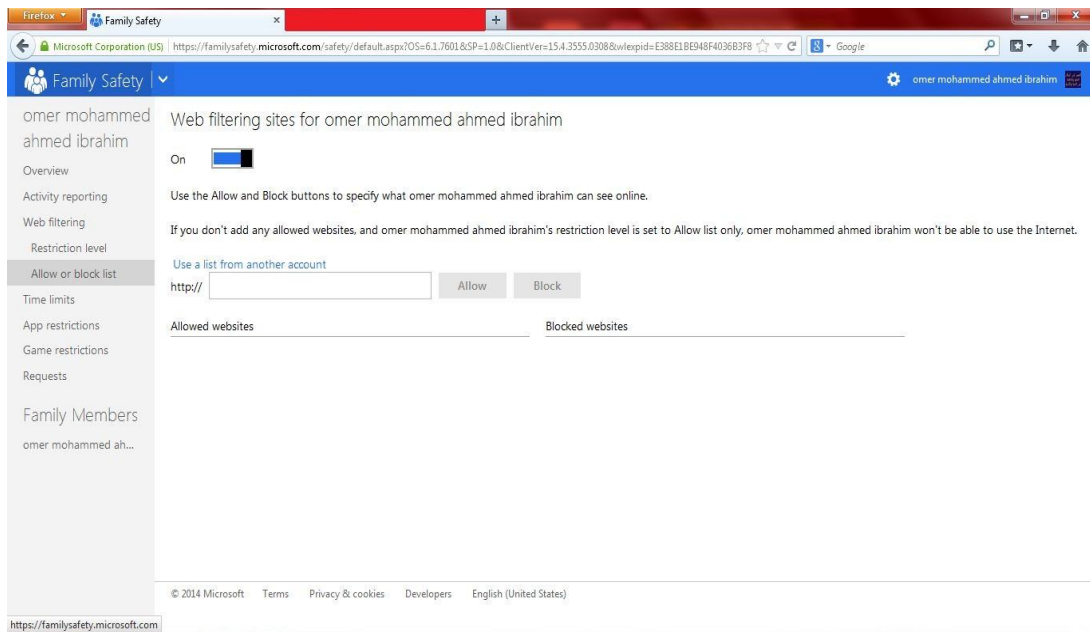 Firefox
Family Safety
Microsoft Corporation (US) https://familysafety.microsoft.com/safety/default.aspx?OS=6.1.7601&SP=1.0&ClientVer=15.4.3555.0308&wlexpid=E388E1BE948F4036B3F8 Google
Family Safety
omer mohammed ahmed ibrahim
omer mohammed
ahmed ibrahim
Overview
Activity reporting
Web filtering
Restriction level
Allow or block list
Time limits
App restrictions
Game restrictions
Requests
Family Members
omer mohammed ah...
Web filtering sites for omer mohammed ahmed ibrahim
On
Use the Allow and Block buttons to specify what omer mohammed ahmed ibrahim can see online.
If you don't add any allowed websites, and omer mohammed ahmed ibrahim's restriction level is set to Allow list only, omer mohammed ahmed ibrahim won't be able to use the Internet.
Use a list from another account
http:// Allow Block
Allowed websites Blocked websites
© 2014 Microsoft Terms Privacy & cookies Developers English (United States)
https://familysafety.microsoft.com